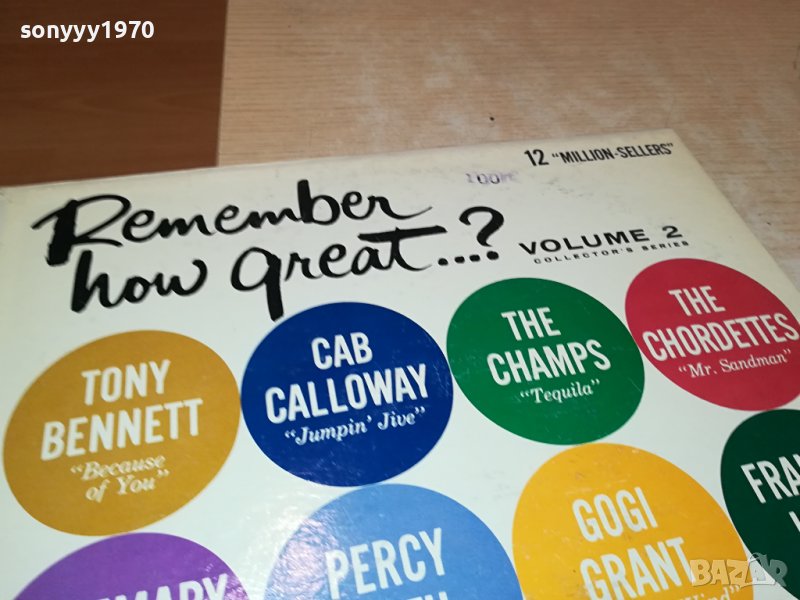 sonyyy1970
12 "MILLION-SELLERS"
Remember
how great...?
VOLUME 2
COLLECTOR'S SERIES
TONY
BENNETT
"Because
of You"
CAB
CALLOWAY
"Jumpin' Jive"
THE
CHAMPS
"Tequila"
THE
CHORDETTES
"Mr. Sandman"
PERCY
GOGI
GRANT
BAZAR